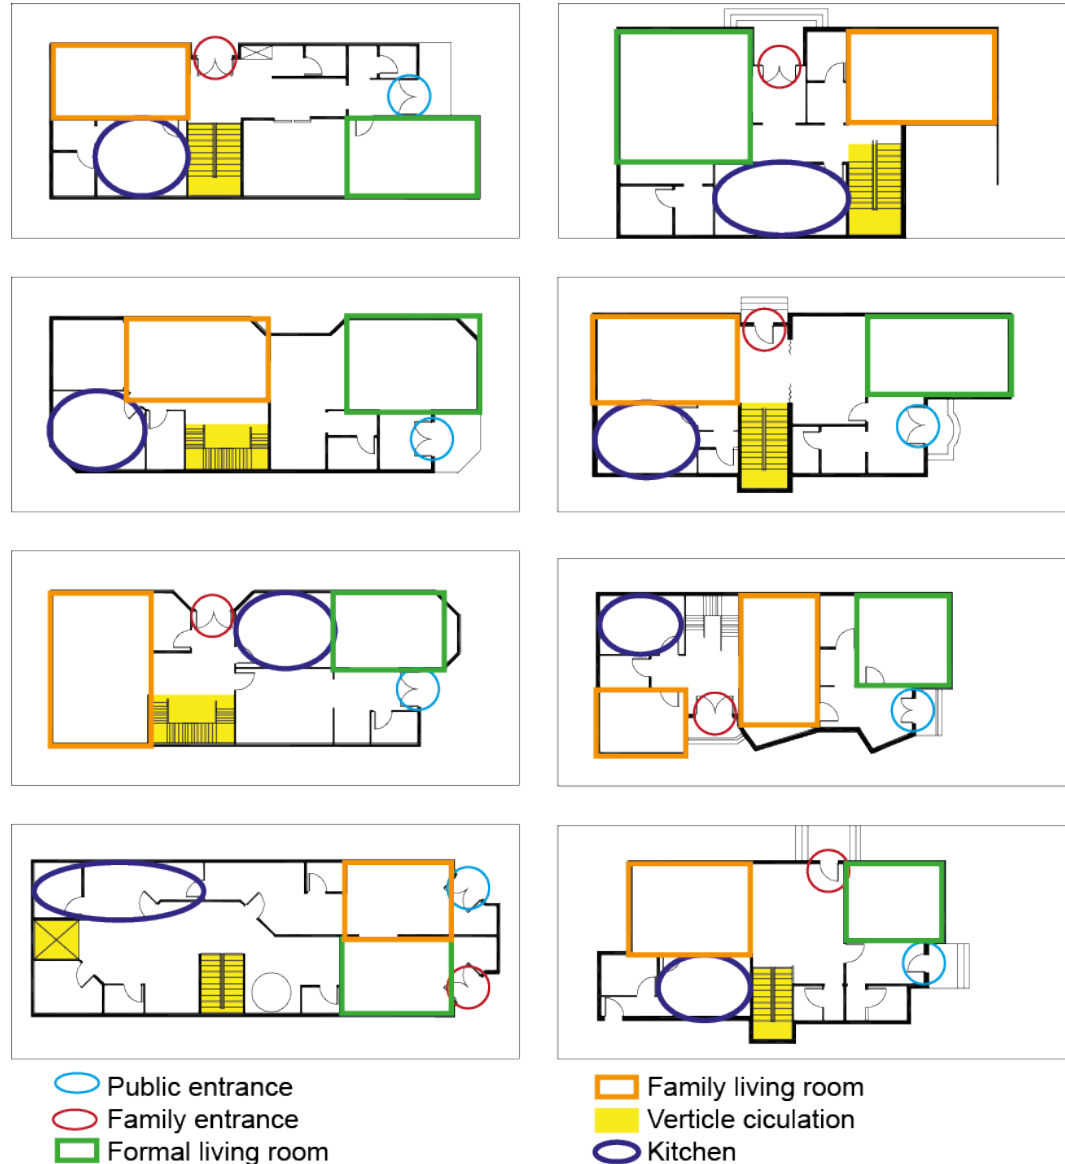 Public entrance
Family entrance
Formal living room
Family living room
Verticle ciculation
Kitchen